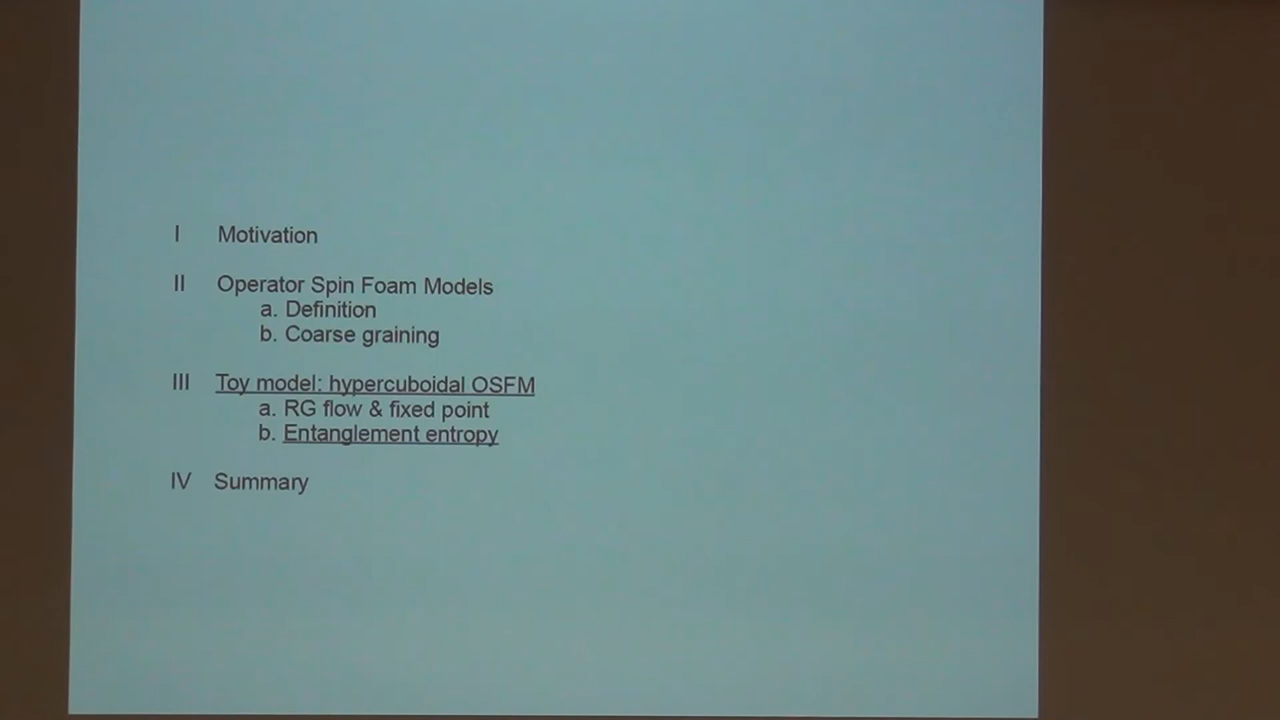 I Motivation
II Operator Spin Foam Models
a. Definition
b. Coarse graining
III Toy model: hypercuboidal OSFM
a. RG flow & fixed point
b. Entanglement entropy
IV Summary